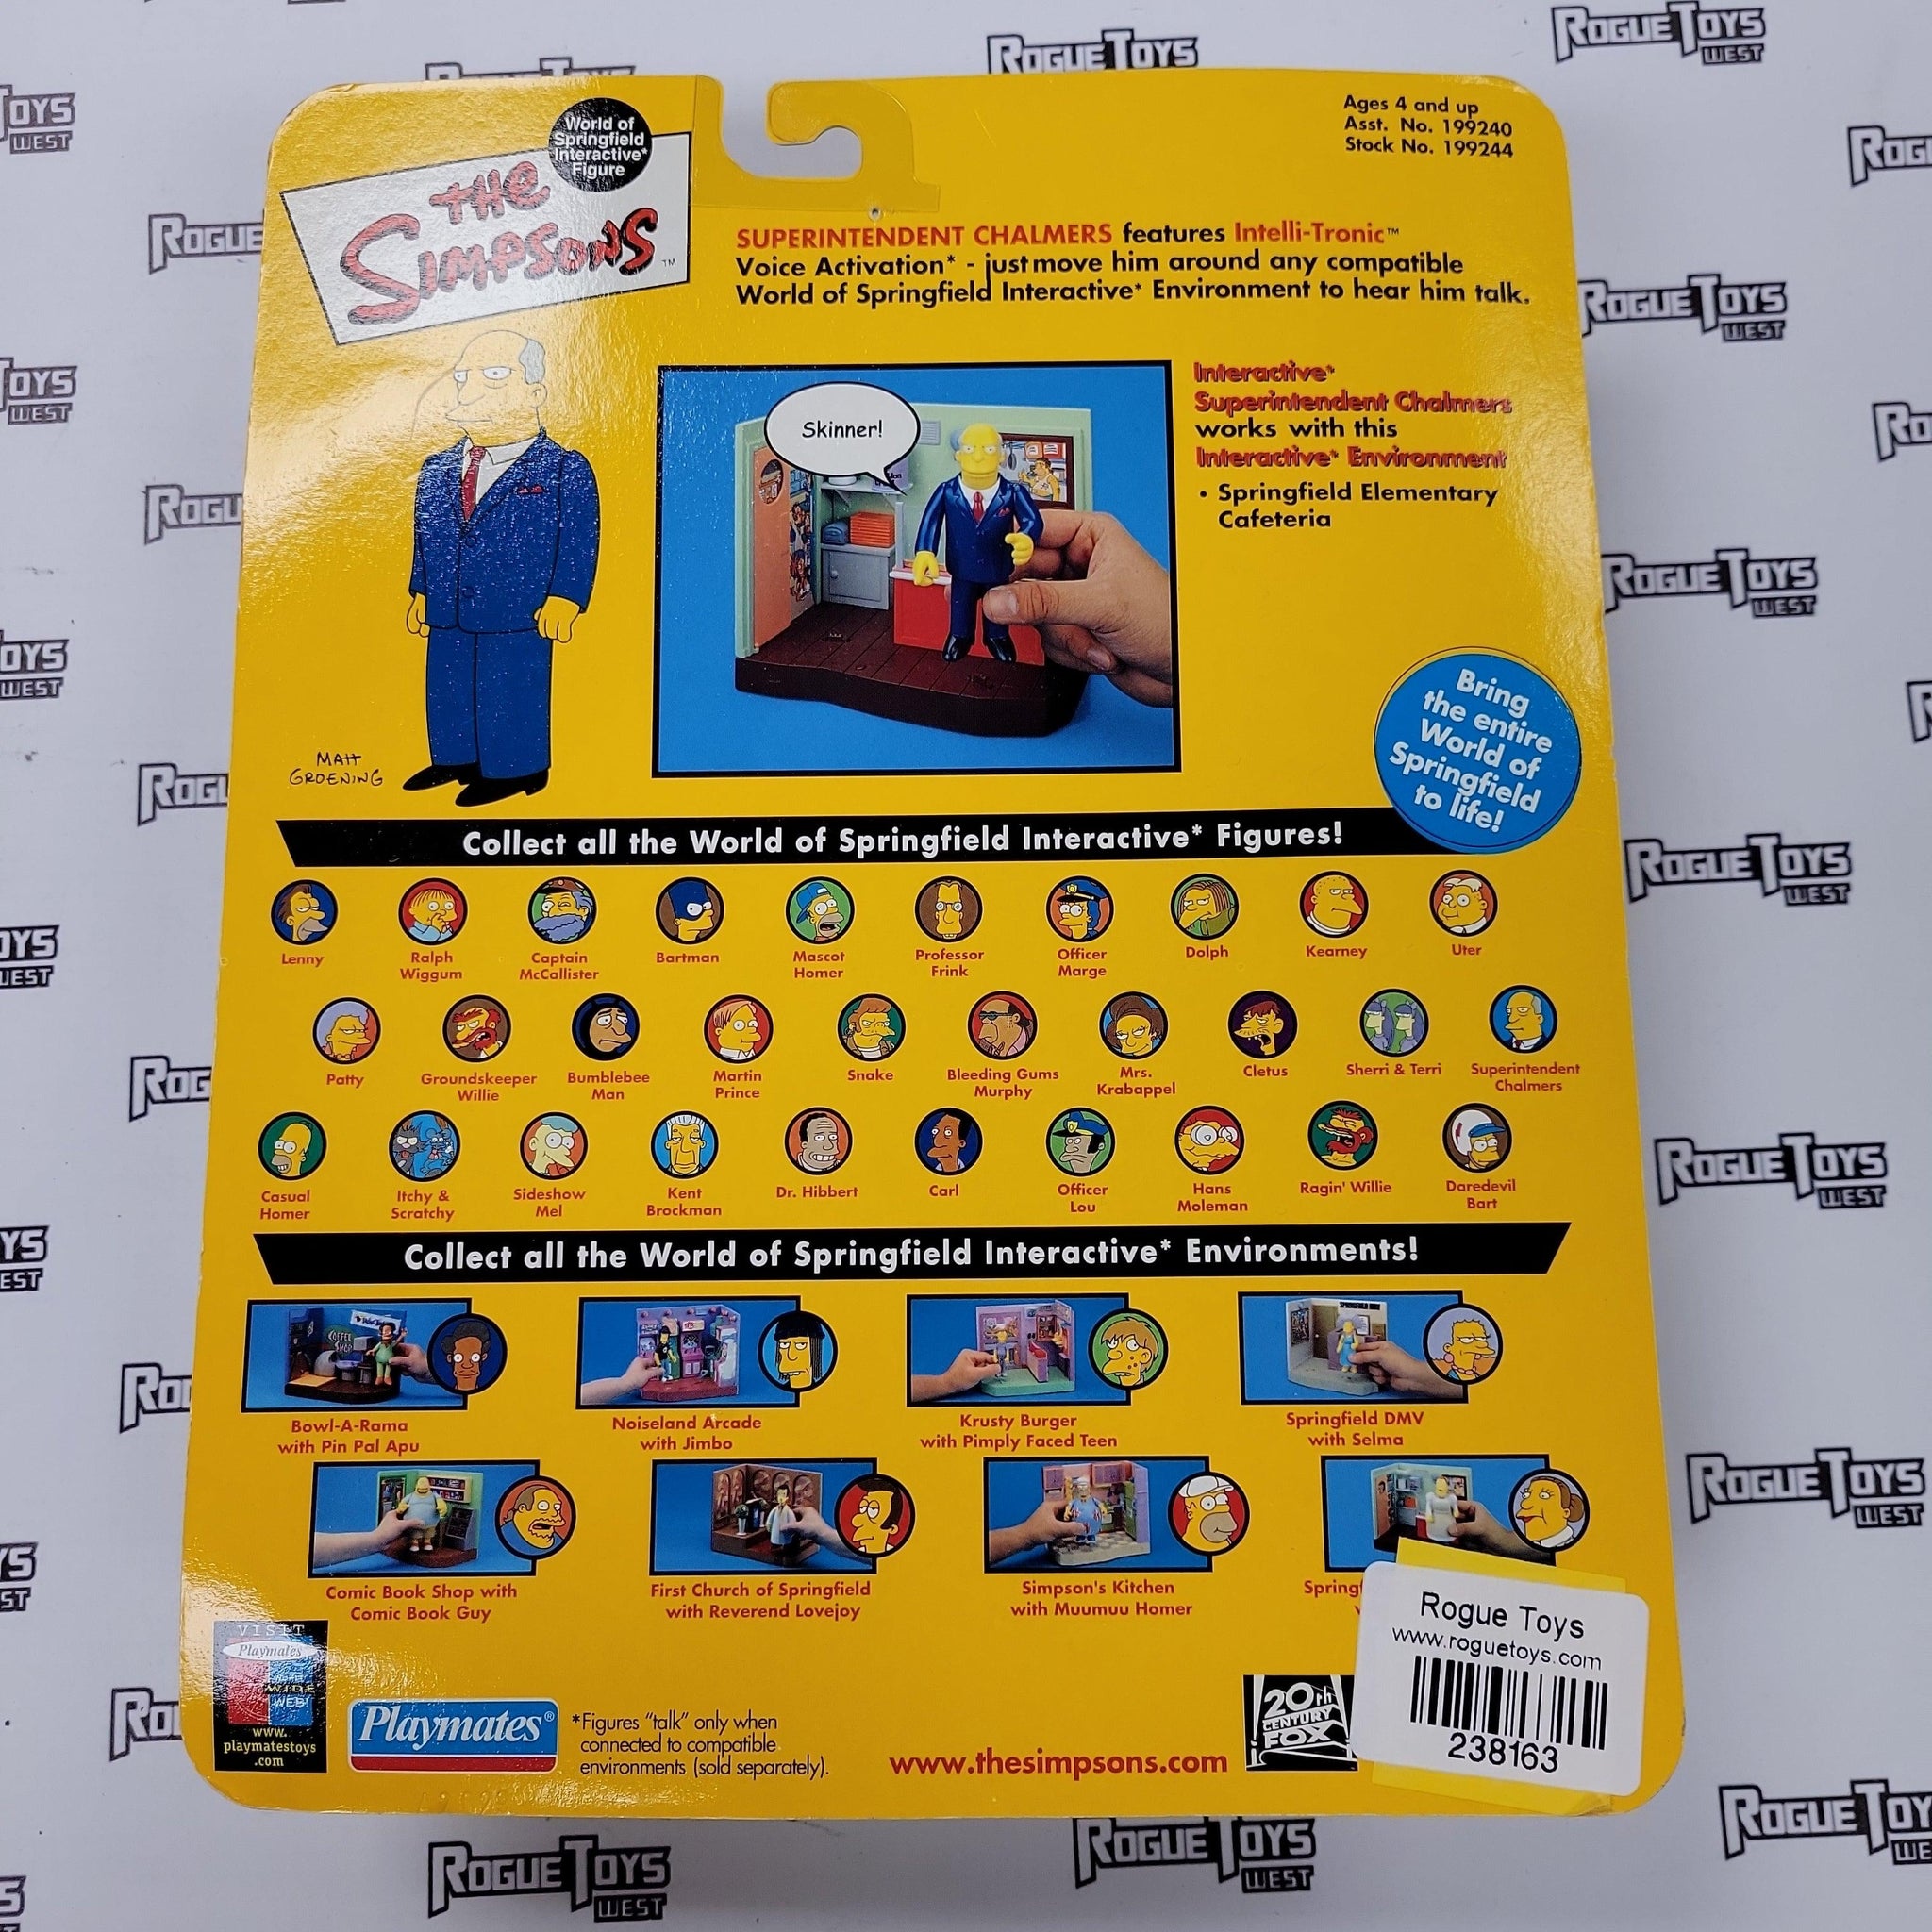 World of
Springfield
Interactive*
Figure
THE
SIMPSONS
TM
Ages 4 and up
Asst. No. 199240
Stock No. 199244
SUPERINTENDENT CHALMERS features Intelli-Tronic™
Voice Activation* - just move him around any compatible
World of Springfield Interactive* Environment to hear him talk.
Skinner!
Interactive*
Superintendent Chalmers
works with this
Interactive* Environment
• Springfield Elementary
Cafeteria
MATT
GROENING
Bring
the entire
World of
Springfield
to life!
Collect all the World of Springfield Interactive* Figures!
Lenny
Ralph
Wiggum
Captain
McCallister
Bartman
Mascot
Homer
Professor
Frink
Officer
Marge
Dolph
Kearney
Uter
Patty
Groundskeeper
Willie
Bumblebee
Man
Martin
Prince
Snake
Bleeding Gums
Murphy
Mrs.
Krabappel
Cletus
Sherri & Terri
Superintendent
Chalmers
Casual
Homer
Itchy &
Scratchy
Sideshow
Mel
Kent
Brockman
Dr. Hibbert
Carl
Officer
Lou
Hans
Moleman
Ragin' Willie
Daredevil
Bart
Collect all the World of Springfield Interactive* Environments!
Bowl-A-Rama
with Pin Pal Apu
Noiseland Arcade
with Jimbo
Krusty Burger
with Pimply Faced Teen
Springfield DMV
with Selma
Comic Book Shop with
Comic Book Guy
First Church of Springfield
with Reverend Lovejoy
Simpson's Kitchen
with Muumuu Homer
VISIT
Playmates
WIDE
WEB!
www.
playmatestoys
.com
Playmates®
*Figures "talk" only when
connected to compatible
environments (sold separately).
www.thesimpsons.com
20TH
CENTURY
FOX
Rogue Toys
www.roguetoys.com
238163
ROGUE TOYS
WEST